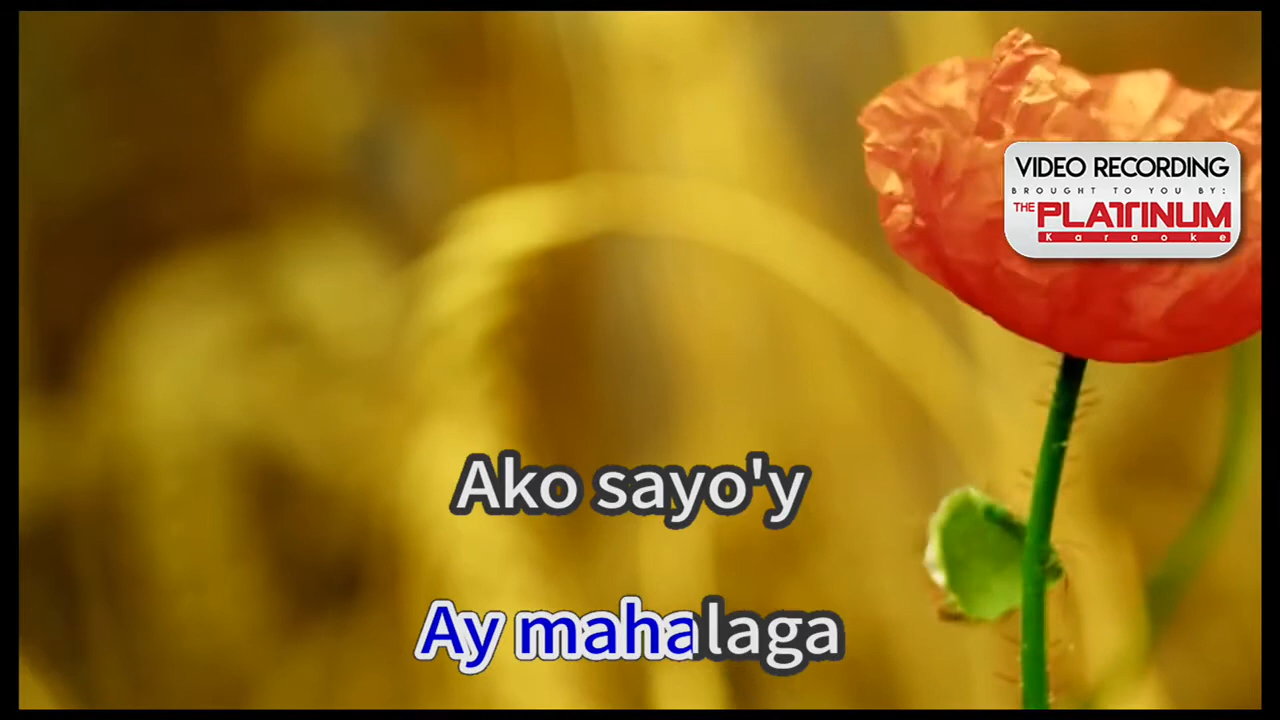 VIDEO RECORDING
BROUGHT TO YOU BY:
THE PLATINUM
Karaoke
Ako sayo'y
Ay mahalaga